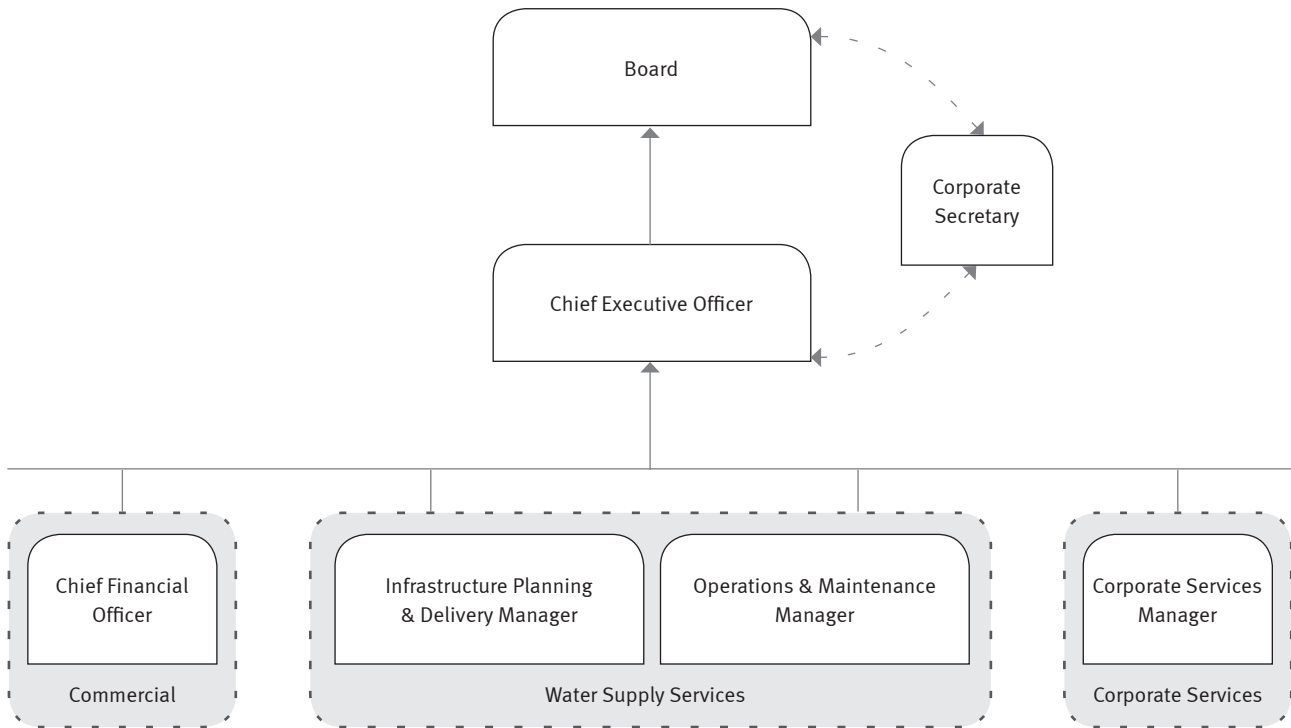 Board
Corporate
Secretary
Chief Executive Officer
Chief Financial
Officer
Infrastructure Planning
& Delivery Manager
Operations & Maintenance
Manager
Corporate Services
Manager
Commercial
Water Supply Services
Corporate Services